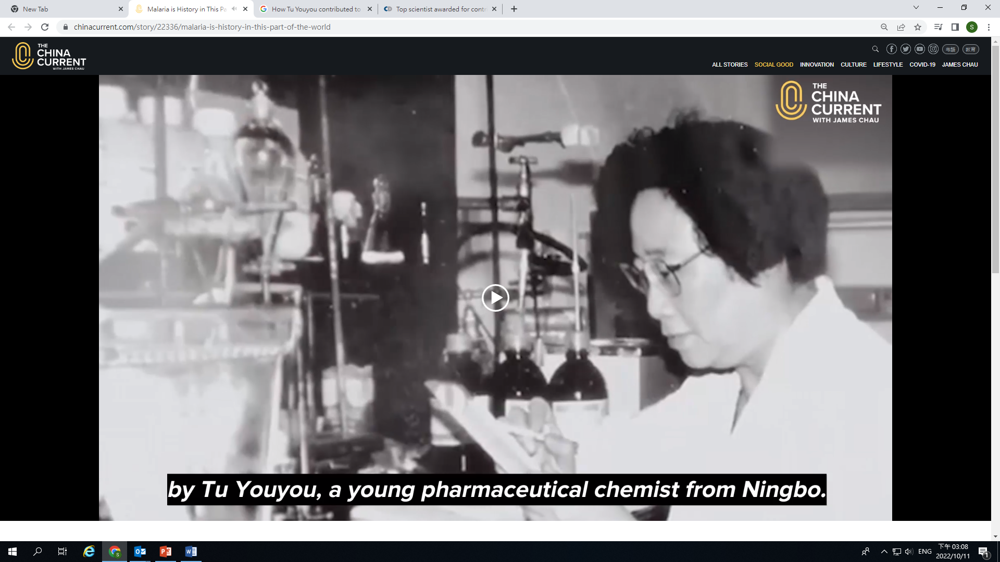 New Tab
Malaria is History in This Pa
How Tu Youyou contributed to
Top scientist awarded for contr
chinacurrent.com/story/22336/malaria-is-history-in-this-part-of-the-world
S
THE
CHINA
CURRENT
WITH JAMES CHAU
粵語
教育
ALL STORIES
SOCIAL GOOD
INNOVATION
CULTURE
LIFESTYLE
COVID-19
JAMES CHAU
THE
CHINA
CURRENT
WITH JAMES CHAU
by Tu Youyou, a young pharmaceutical chemist from Ningbo.
ENG
下午 03:08
2022/10/11
1